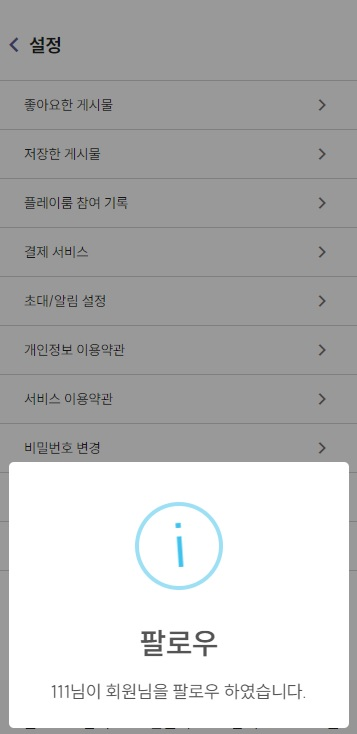 설정
좋아요한 게시물
저장한 게시물
플레이룸 참여 기록
결제 서비스
초대/알림 설정
개인정보 이용약관
서비스 이용약관
비밀번호 변경
i
팔로우
111님이 회원님을 팔로우 하였습니다.